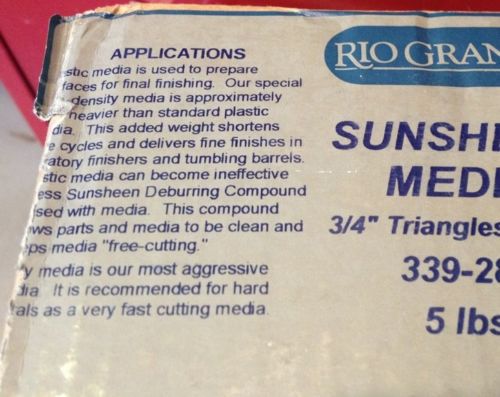 APPLICATIONS
stic media is used to prepare
faces for final finishing. Our special
density media is approximately
heavier than standard plastic
dia. This added weight shortens
e cycles and delivers fine finishes in
atory finishers and tumbling barrels.
stic media can become ineffective
ess Sunsheen Deburring Compound
sed with media. This compound
ws parts and media to be clean and
ps media "free-cutting."
y media is our most aggressive
dia. It is recommended for hard
tals as a very fast cutting media.
RIO GRAN
SUNSHE
MEDI
3/4" Triangles
339-28
5 lbs